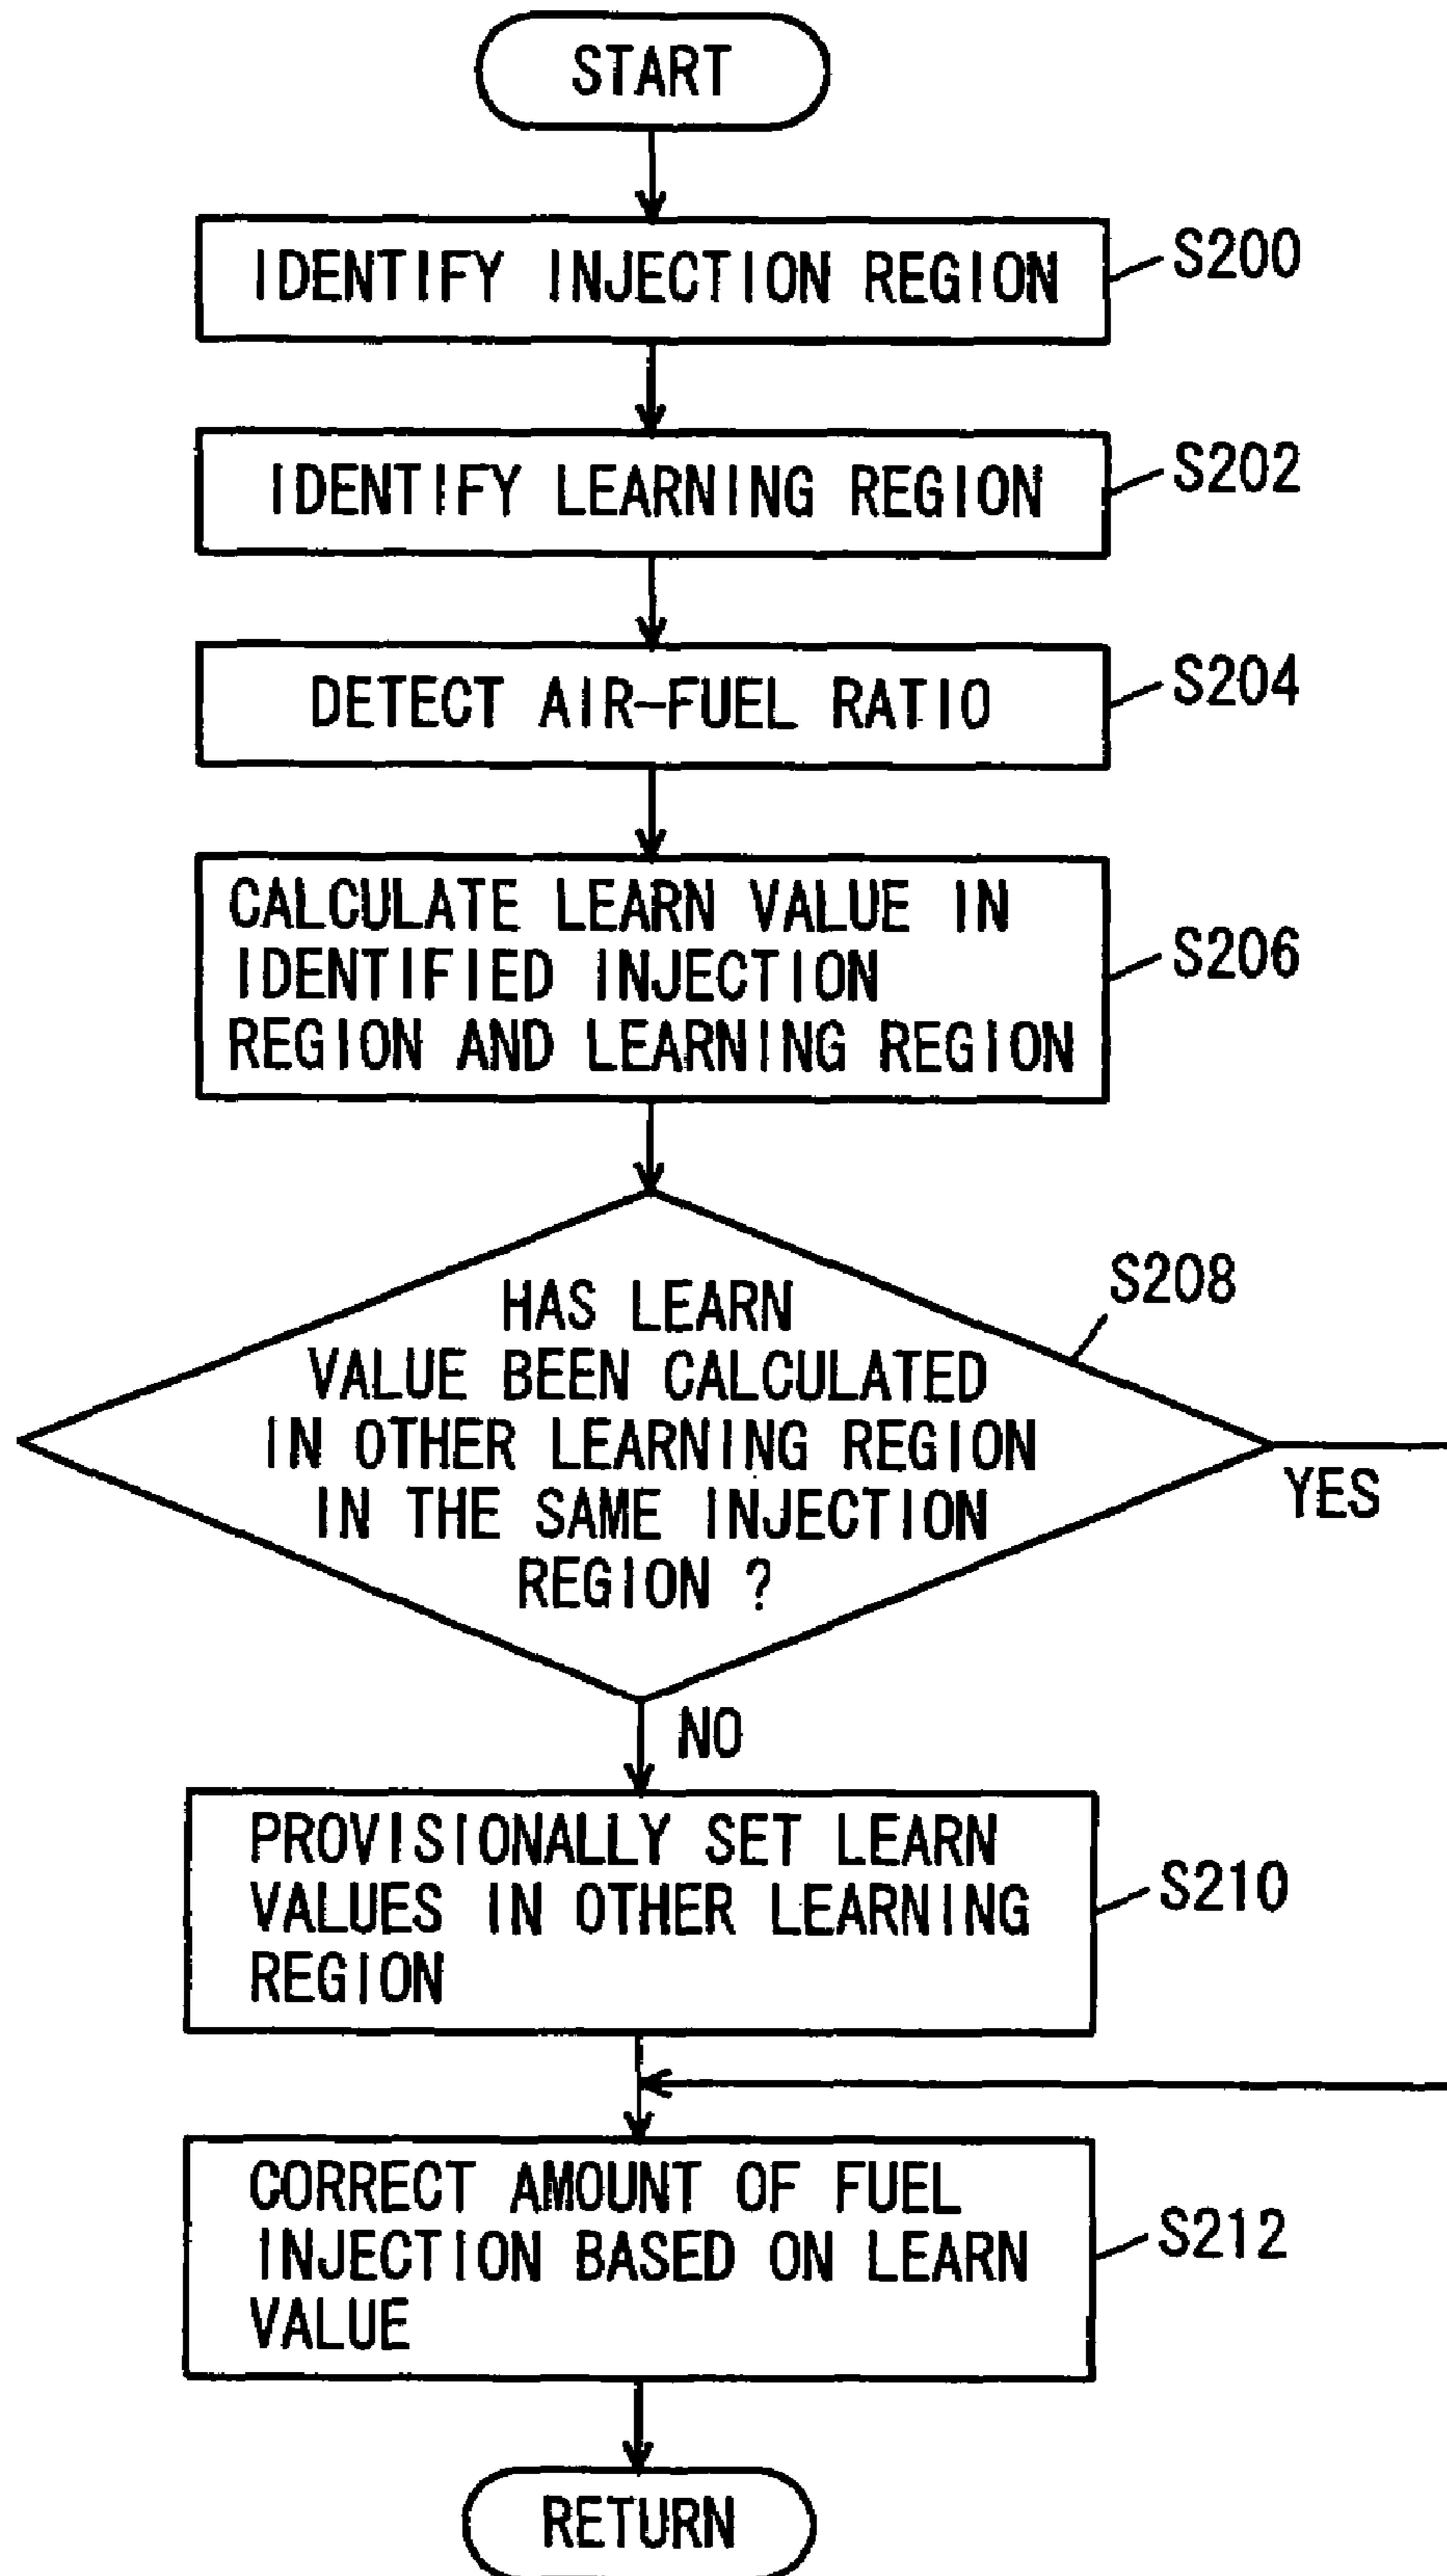 START
IDENTIFY INJECTION REGION
S200
IDENTIFY LEARNING REGION
S202
DETECT AIR-FUEL RATIO
S204
CALCULATE LEARN VALUE IN
IDENTIFIED INJECTION
REGION AND LEARNING REGION
S206
HAS LEARN
VALUE BEEN CALCULATED
IN OTHER LEARNING REGION
IN THE SAME INJECTION
REGION ?
S208
YES
NO
PROVISIONALLY SET LEARN
VALUES IN OTHER LEARNING
REGION
S210
CORRECT AMOUNT OF FUEL
INJECTION BASED ON LEARN
VALUE
S212
RETURN